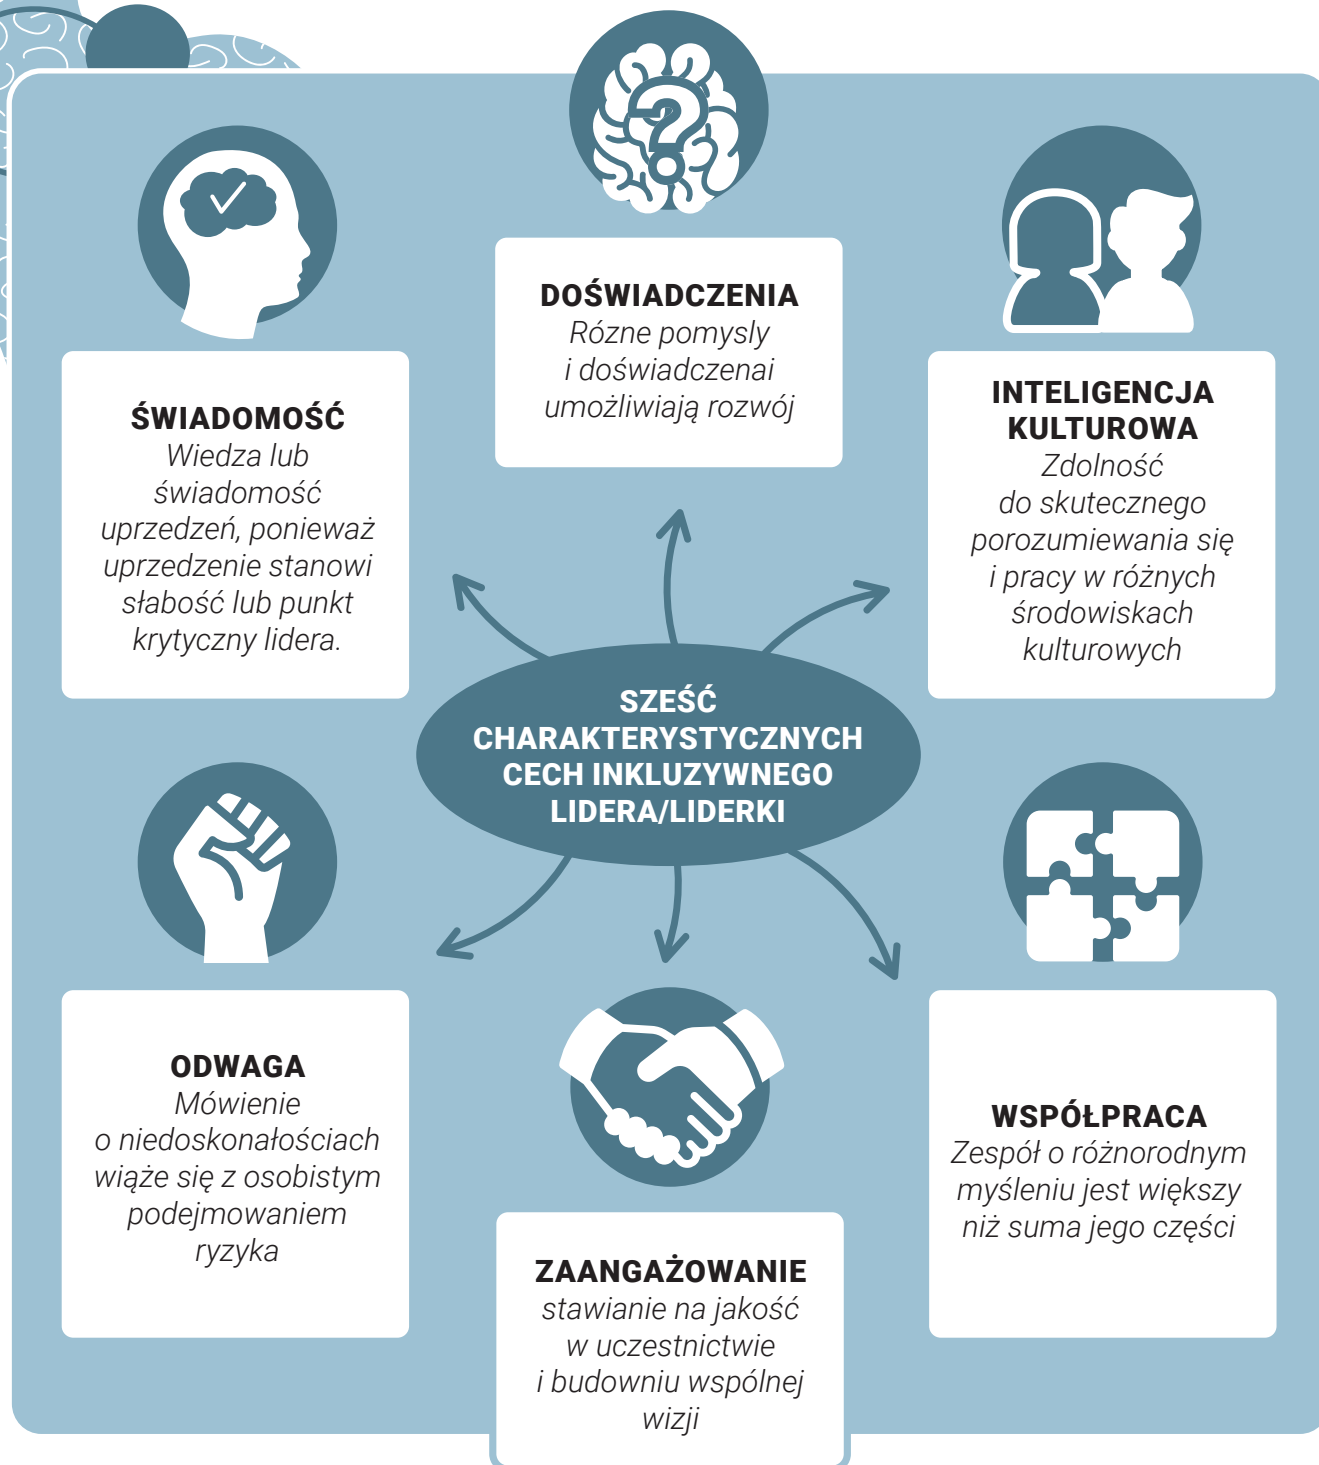 DOŚWIADCZENIA
Rózne pomysly
i doświadczenai
umożliwiają rozwój
ŚWIADOMOŚĆ
Wiedza lub
świadomość
uprzedzeń, ponieważ
uprzedzenie stanowi
słabość lub punkt
krytyczny lidera.
INTELIGENCJA
KULTUROWA
Zdolność
do skutecznego
porozumiewania się
i pracy w różnych
środowiskach
kulturowych
SZEŚĆ
CHARAKTERYSTYCZNYCH
CECH INKLUZYWNEGO
LIDERA/LIDERKI
ODWAGA
Mówienie
o niedoskonałościach
wiąże się z osobistym
podejmowaniem
ryzyka
ZAANGAŻOWANIE
stawianie na jakość
w uczestnictwie
i budowniu wspólnej
wizji
WSPÓŁPRACA
Zespół o różnorodnym
myśleniu jest większy
niż suma jego części